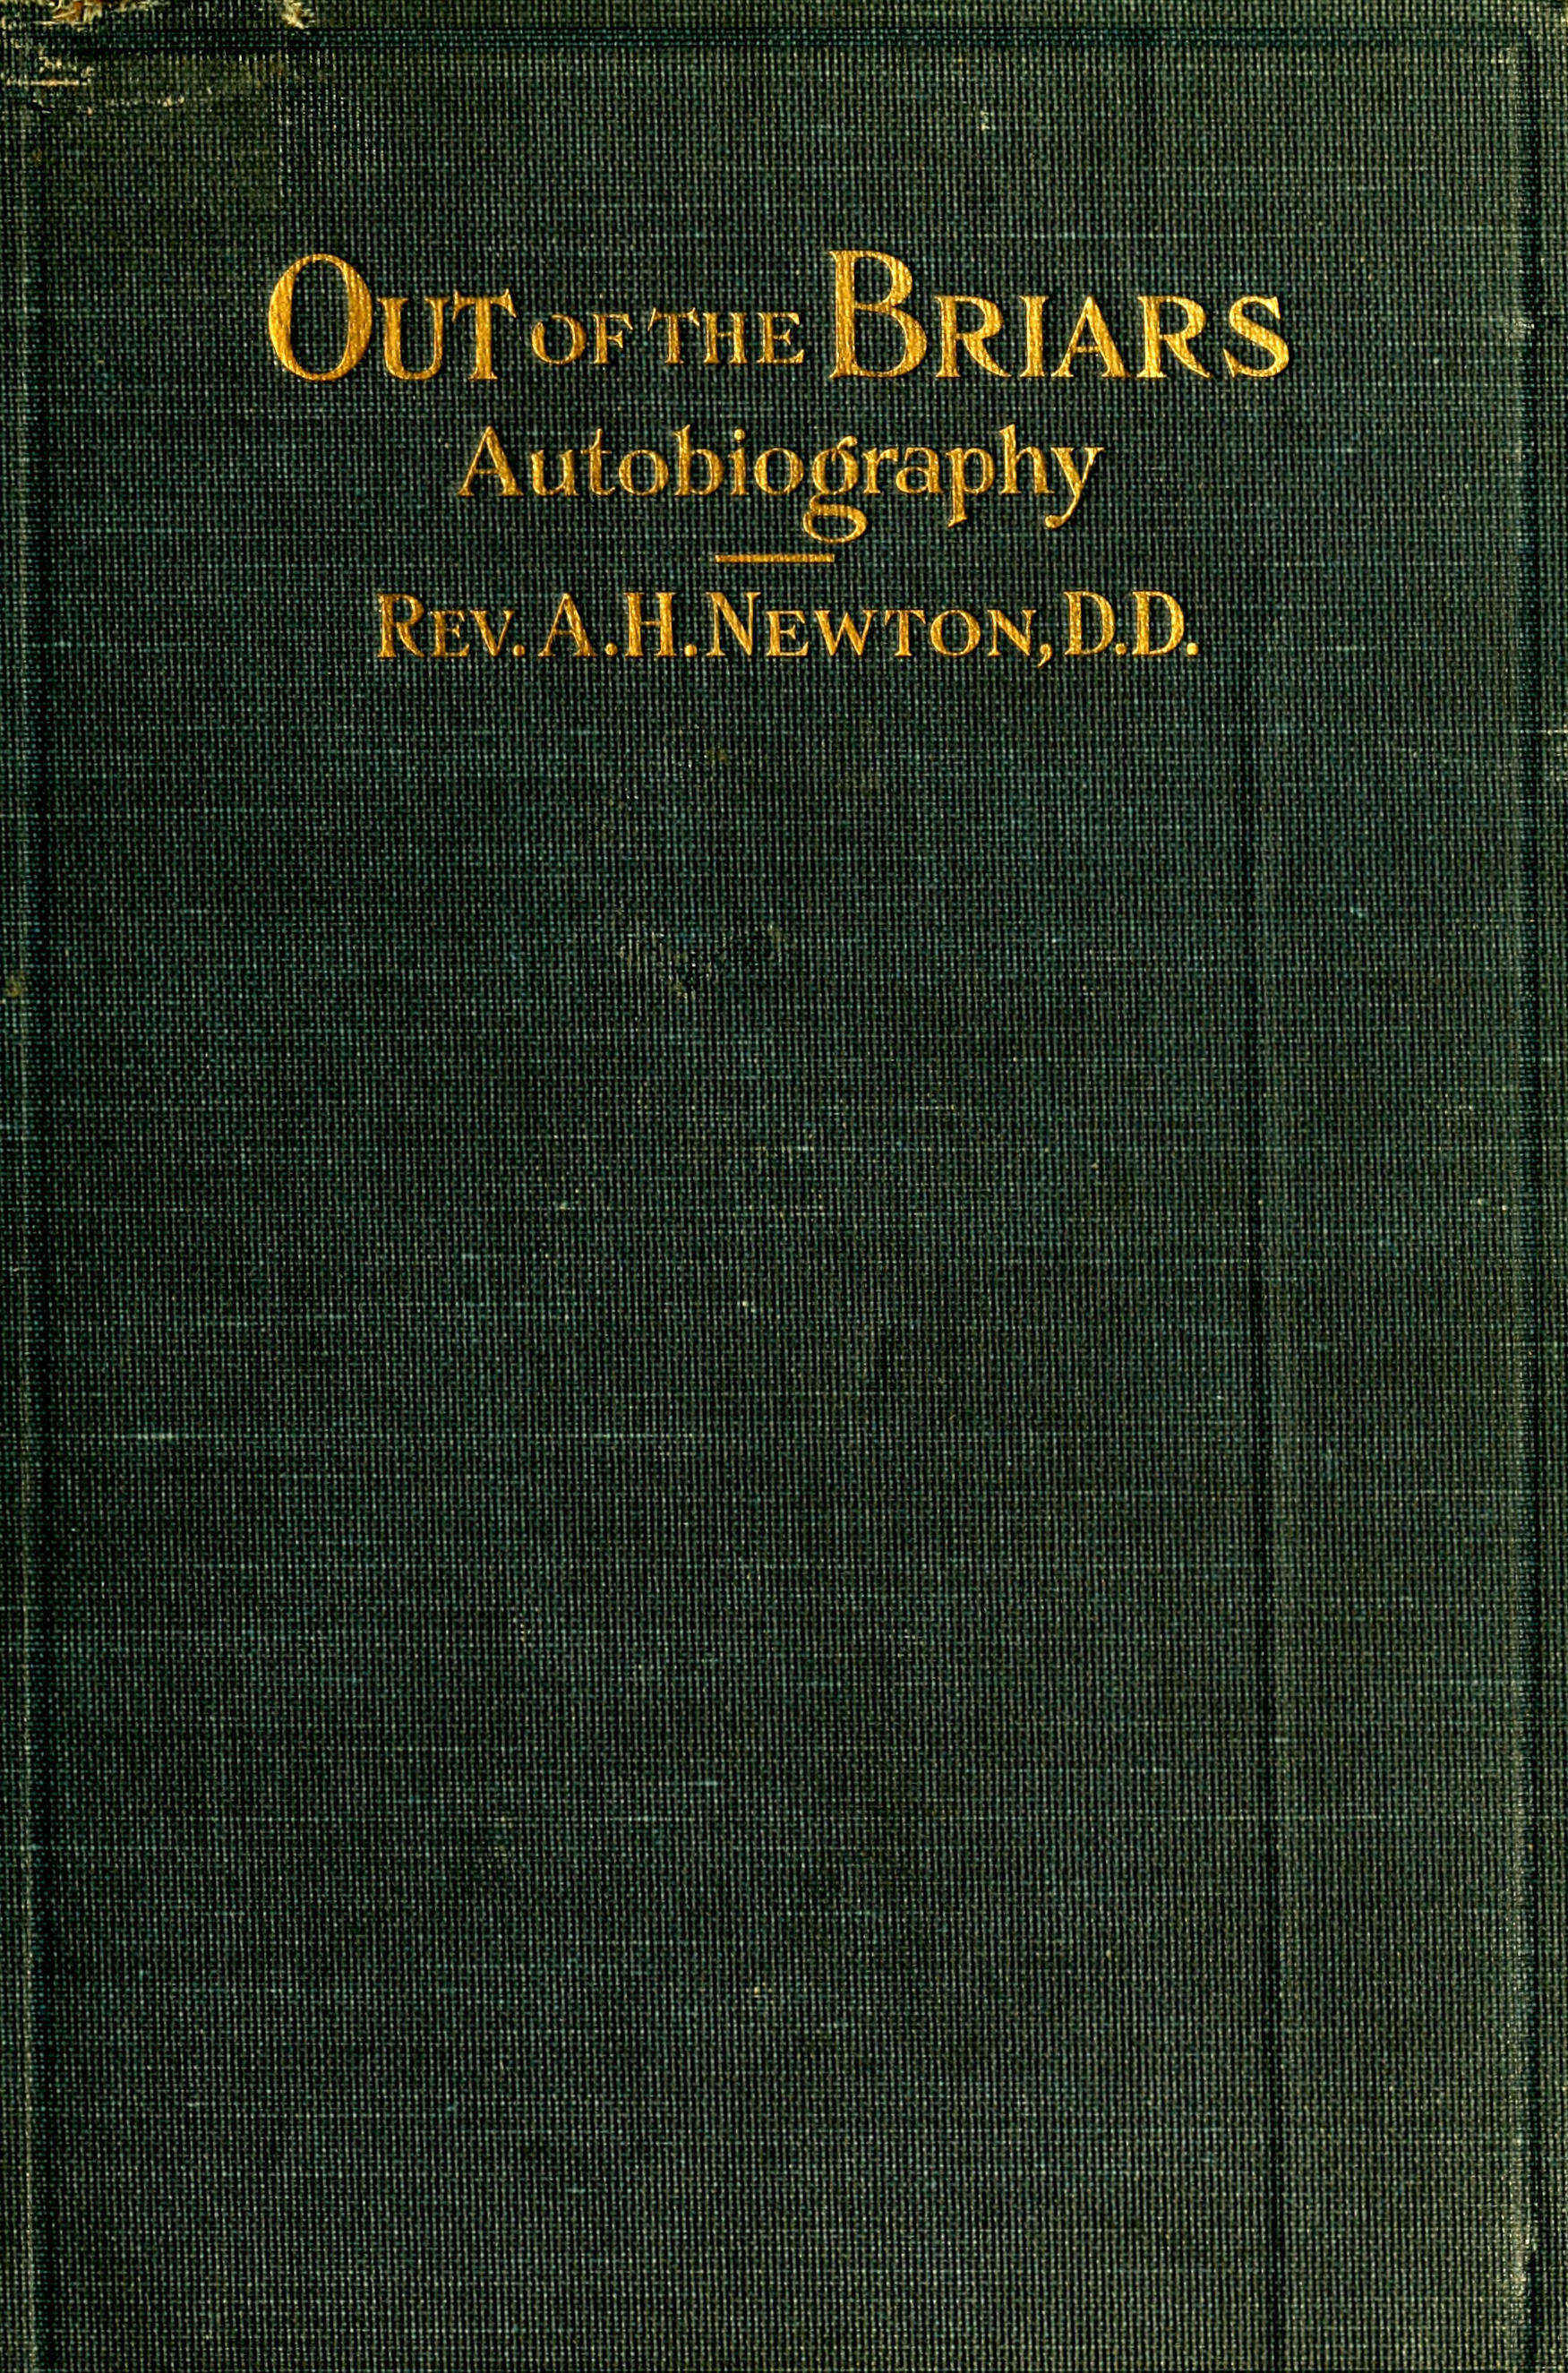 OUT OF THE BRIARS
Autobiography
REV. A. H. NEWTON, D.D.